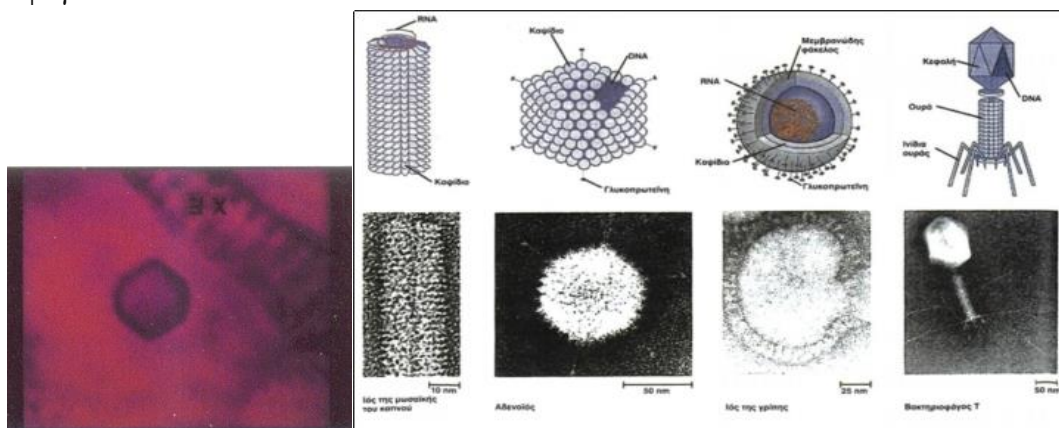 RNA
Καψίδιο
Καψίδιο
DNA
Γλυκοπρωτεΐνη
Μεμβρανώδης
φάκελος
RNA
Καψίδιο
Γλυκοπρωτεΐνη
Κεφαλή
DNA
Ουρά
Ινίδια
ουράς
10 nm
50 nm
25 nm
50 nm
Ιός της μωσαϊκής
του καπνού
Αδενοϊός
Ιός της γρίπης
Βακτηριοφάγος Τ